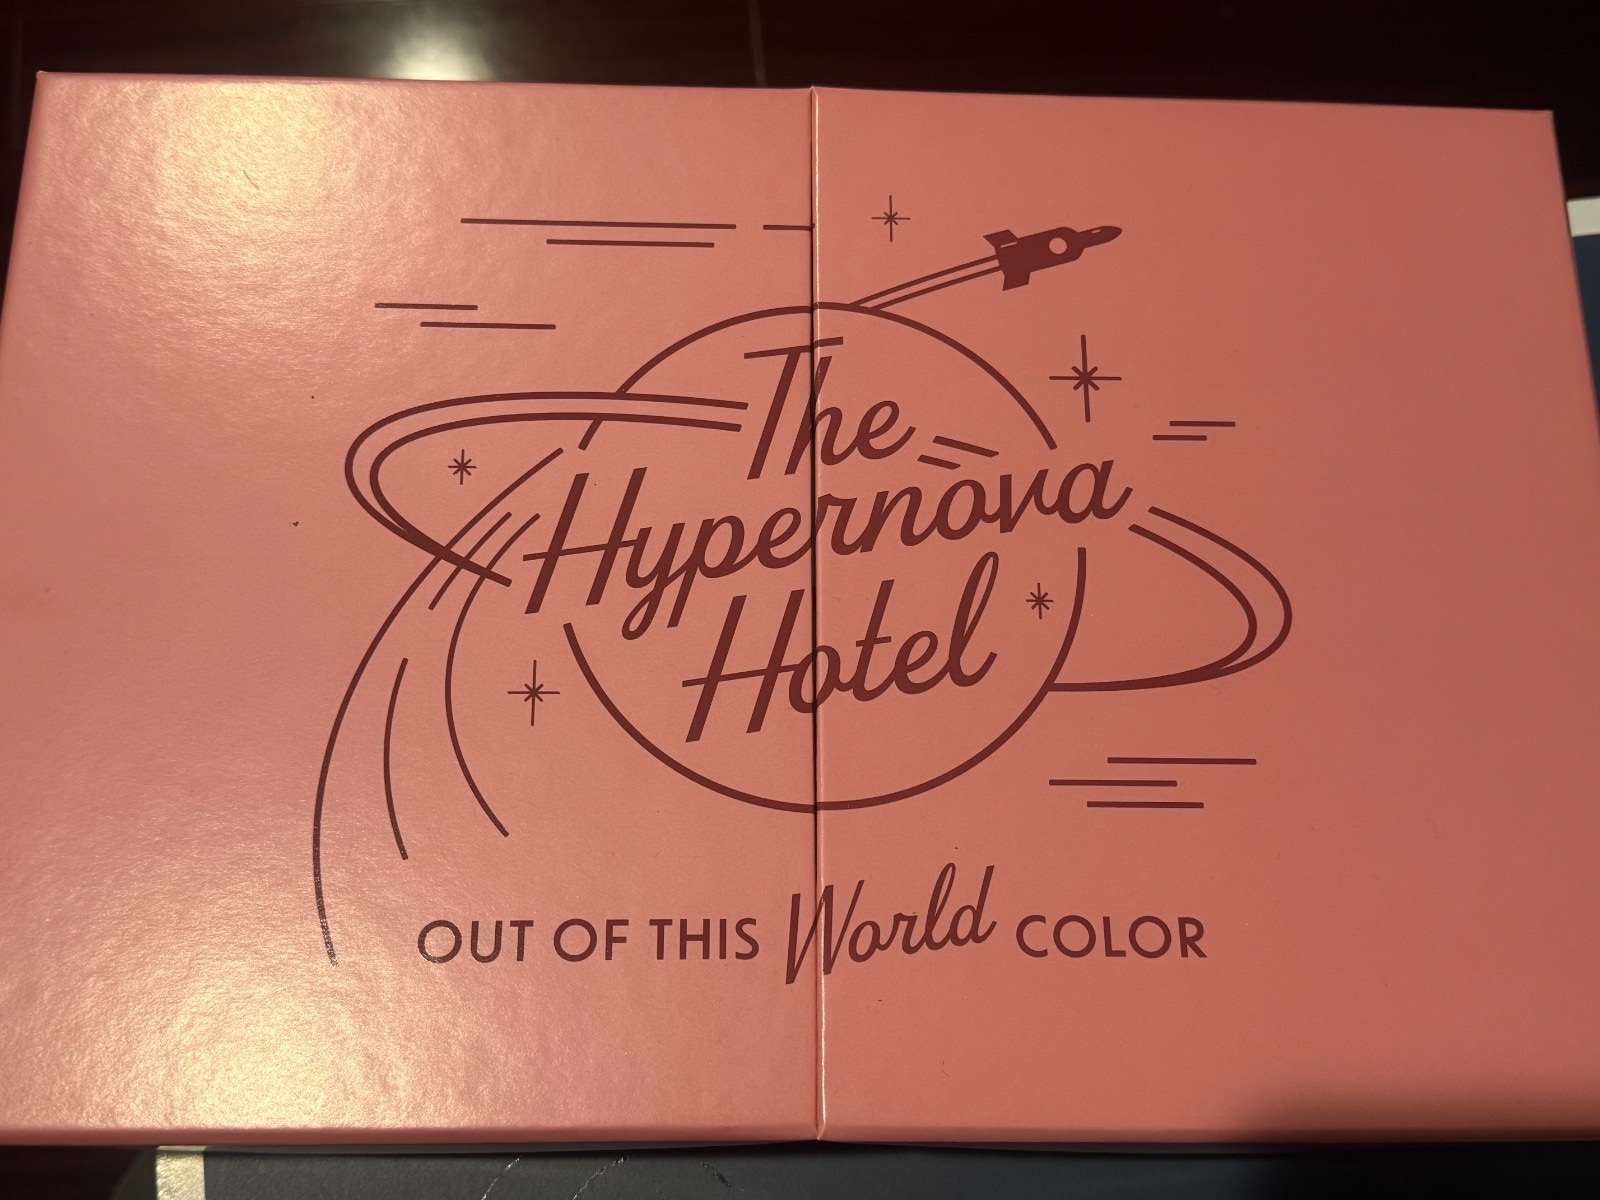 The
Hypernova
Hotel
OUT OF THIS World COLOR